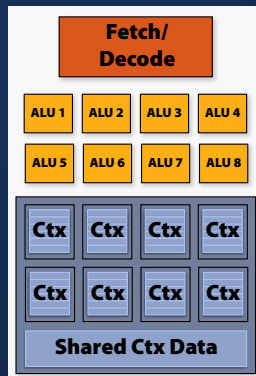 Fetch/
Decode
ALU 1 ALU 2 ALU 3 ALU 4
ALU 5 ALU 6 ALU 7 ALU 8
Ctx Ctx Ctx Ctx
Ctx Ctx Ctx Ctx
Shared Ctx Data